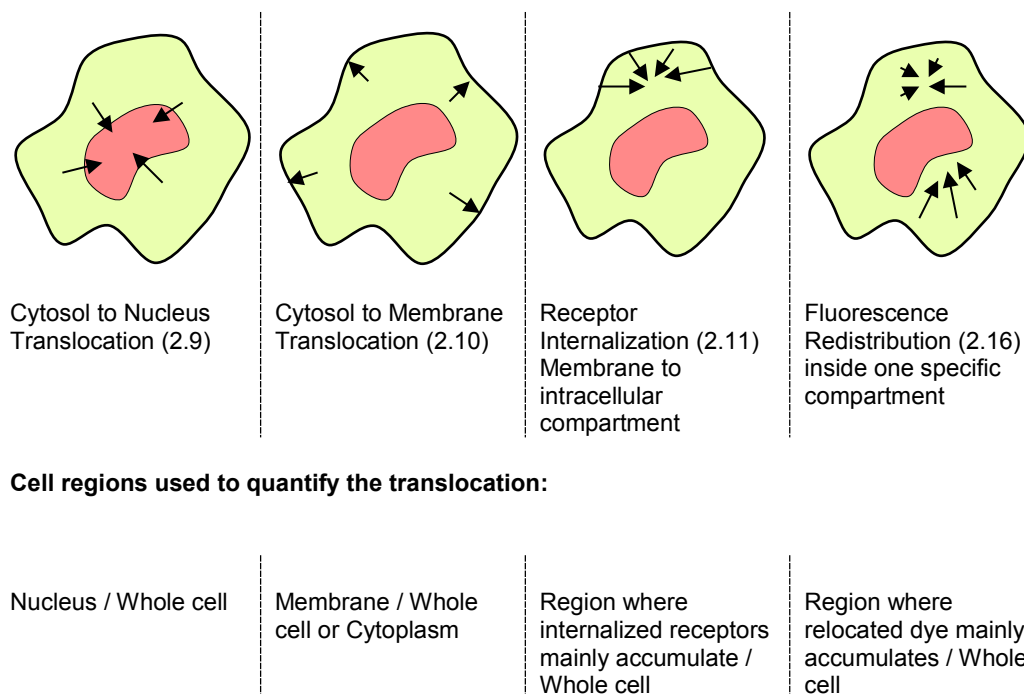 Cytosol to Nucleus
Translocation (2.9)
Cytosol to Membrane
Translocation (2.10)
Receptor
Internalization (2.11)
Membrane to
intracellular
compartment
Fluorescence
Redistribution (2.16)
inside one specific
compartment
Cell regions used to quantify the translocation:
Nucleus / Whole cell
Membrane / Whole
cell or Cytoplasm
Region where
internalized receptors
mainly accumulate /
Whole cell
Region where
relocated dye mainly
accumulates / Whole
cell